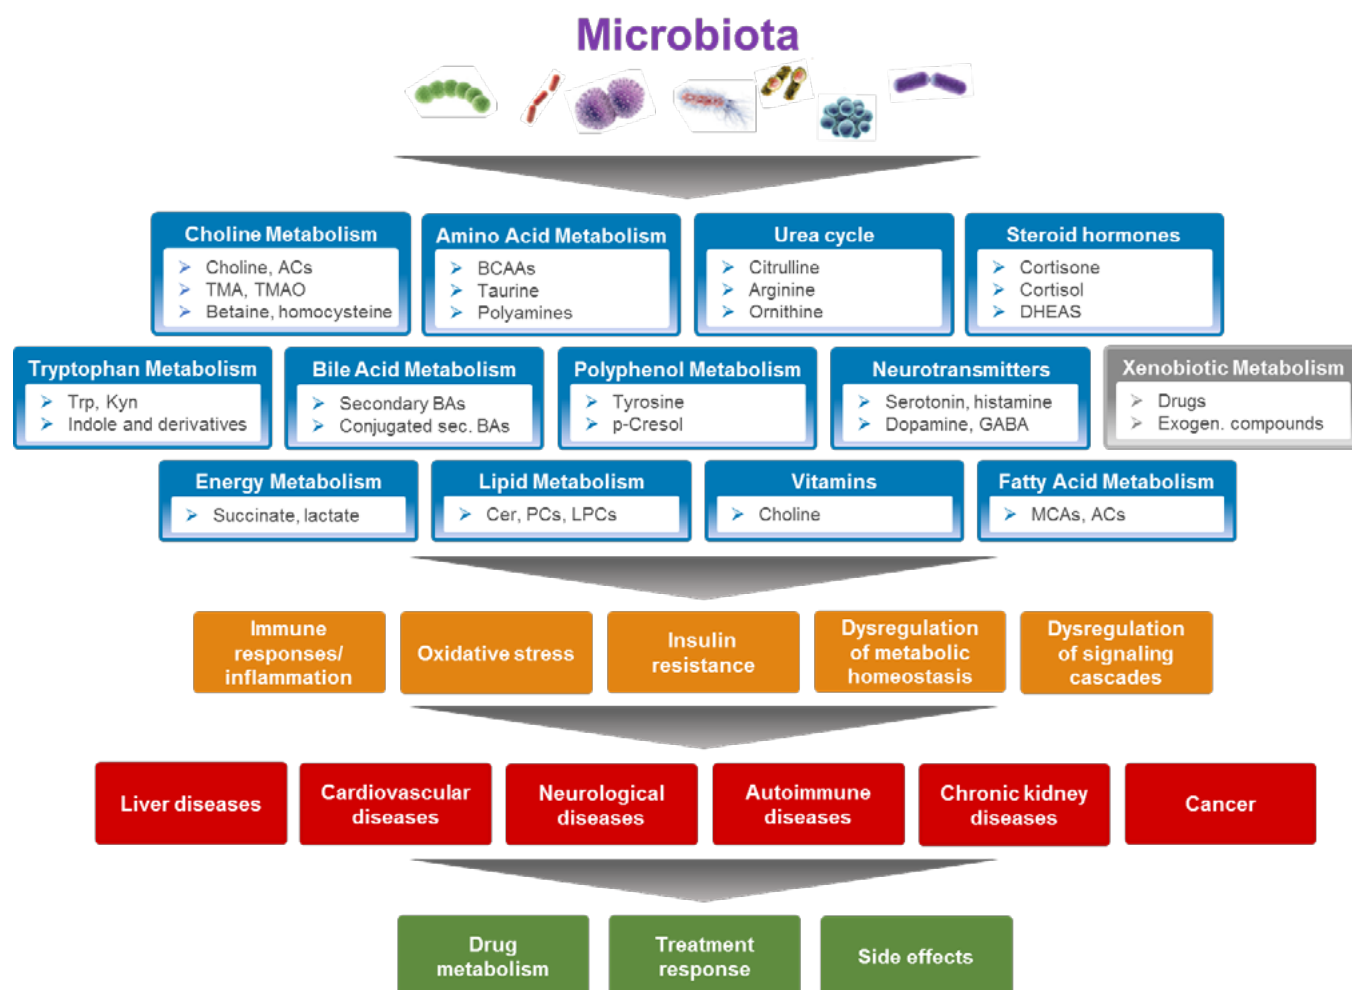 Microbiota
Choline Metabolism
Choline, ACs
TMA, TMAO
Betaine, homocysteine
Amino Acid Metabolism
BCAAs
Taurine
Polyamines
Urea cycle
Citrulline
Arginine
Ornithine
Steroid hormones
Cortisone
Cortisol
DHEAS
Tryptophan Metabolism
Trp, Kyn
Indole and derivatives
Bile Acid Metabolism
Secondary BAs
Conjugated sec. BAs
Polyphenol Metabolism
Tyrosine
p-Cresol
Neurotransmitters
Serotonin, histamine
Dopamine, GABA
Xenobiotic Metabolism
Drugs
Exogen. compounds
Energy Metabolism
Succinate, lactate
Lipid Metabolism
Cer, PCs, LPCs
Vitamins
Choline
Fatty Acid Metabolism
MCAs, ACs
Immune
responses/
inflammation
Oxidative stress
Insulin
resistance
Dysregulation
of metabolic
homeostasis
Dysregulation
of signaling
cascades
Liver diseases
Cardiovascular
diseases
Neurological
diseases
Autoimmune
diseases
Chronic kidney
diseases
Cancer
Drug
metabolism
Treatment
response
Side effects